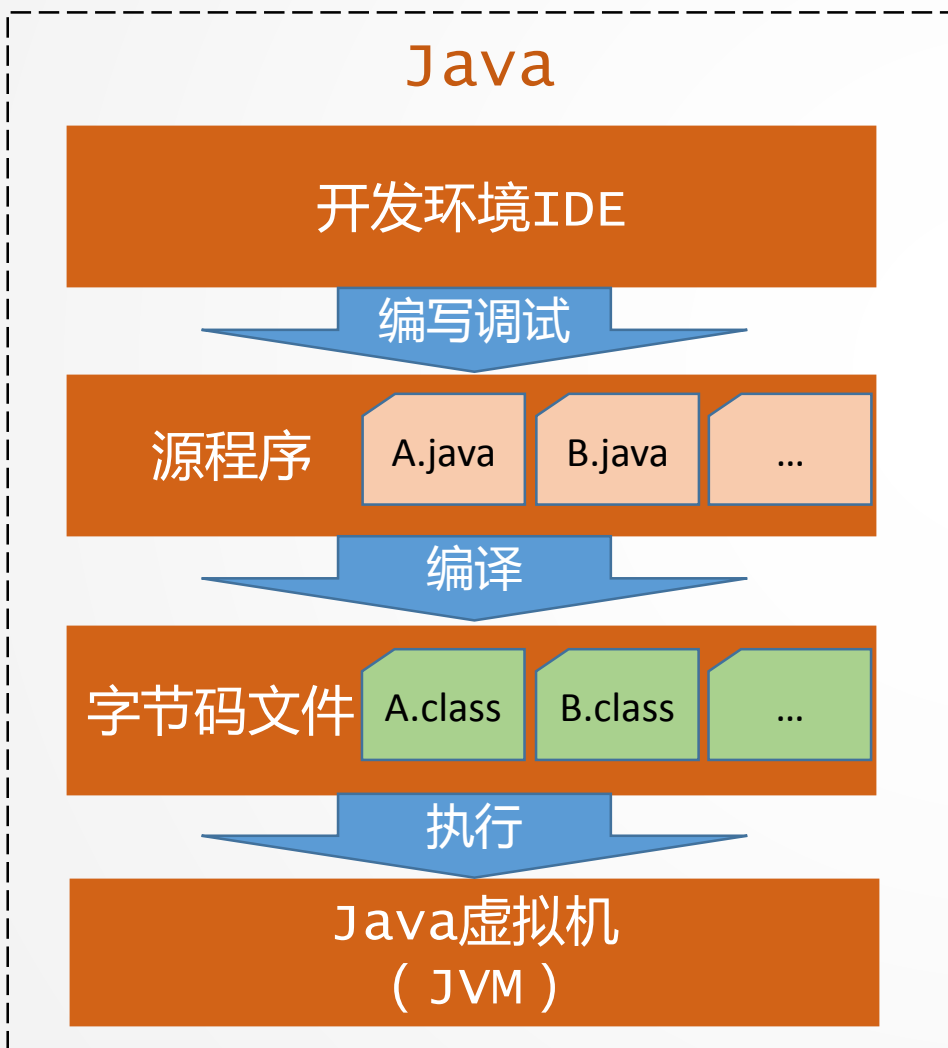 Java
开发环境IDE
编写调试
源程序
A.java
B.java
…
编译
字节码文件
A.class
B.class
…
执行
Java虚拟机
（JVM）